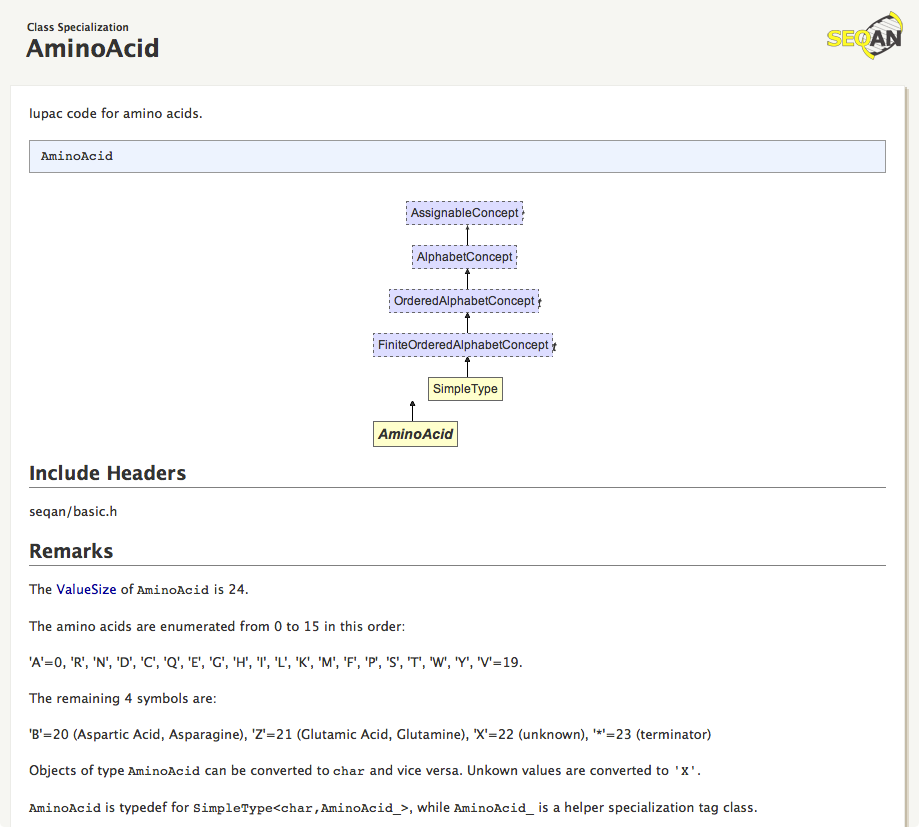 Class Specialization
AminoAcid
SEQAN
Iupac code for amino acids.
AminoAcid
AssignableConcept
AlphabetConcept
OrderedAlphabetConcept
FiniteOrderedAlphabetConcept
SimpleType
AminoAcid
Include Headers
seqan/basic.h
Remarks
The ValueSize of AminoAcid is 24.
The amino acids are enumerated from 0 to 15 in this order:
'A'=0, 'R', 'N', 'D', 'C', 'Q', 'E', 'G', 'H', 'I', 'L', 'K', 'M', 'F', 'P', 'S', 'T', 'W', 'Y', 'V'=19.
The remaining 4 symbols are:
'B'=20 (Aspartic Acid, Asparagine), 'Z'=21 (Glutamic Acid, Glutamine), 'X'=22 (unknown), '*'=23 (terminator)
Objects of type AminoAcid can be converted to char and vice versa. Unkown values are converted to 'X'.
AminoAcid is typedef for SimpleType<char,AminoAcid_>, while AminoAcid_ is a helper specialization tag class.